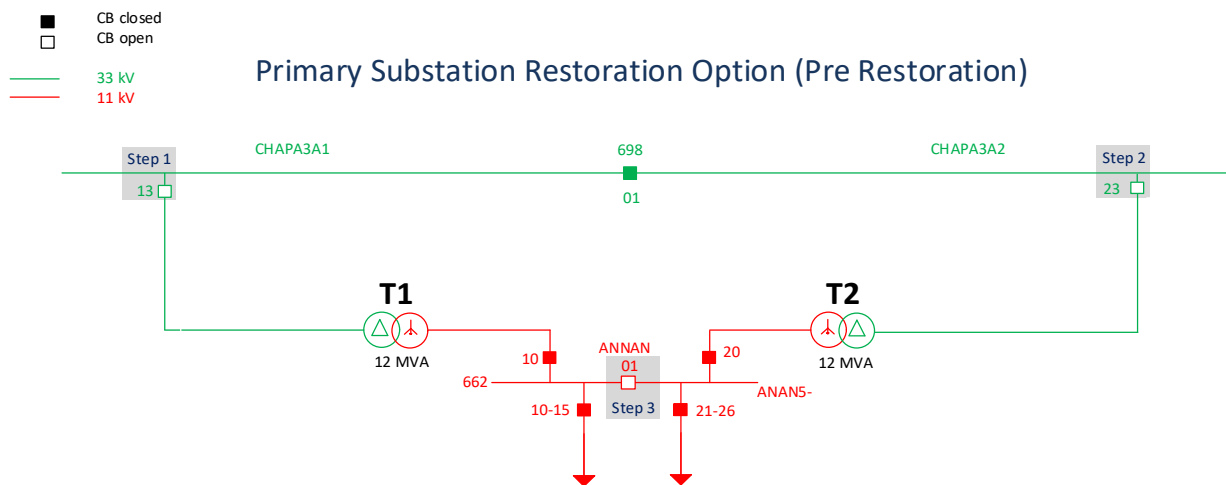 CB closed
CB open
33 kV
11 kV
Primary Substation Restoration Option (Pre Restoration)
Step 1
CHAPA3A1
698
CHAPA3A2
Step 2
13
01
23
T1
T2
12 MVA
12 MVA
10
ANNAN
20
01
662
ANAN5-
10-15
Step 3
21-26